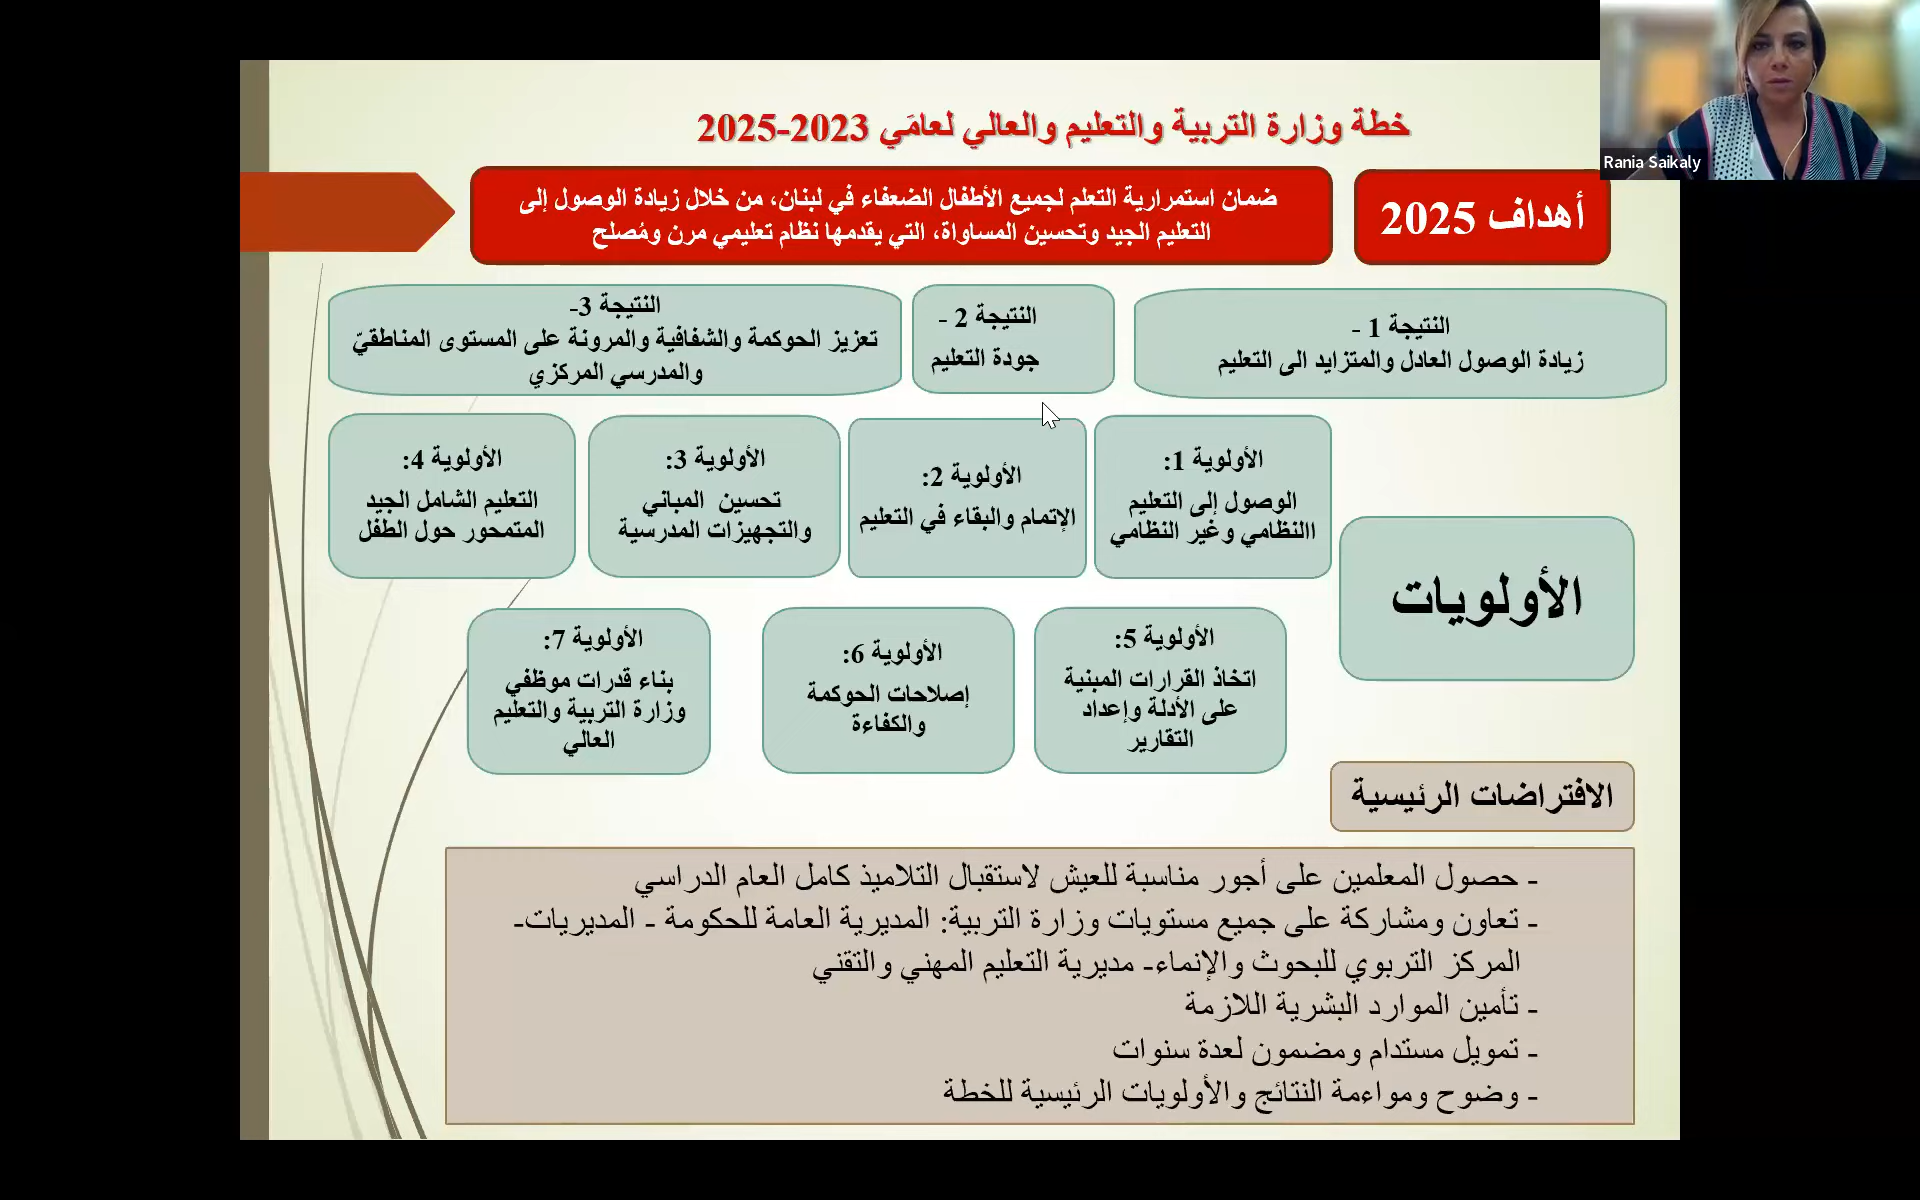 Rania Saikaly
خطة وزارة التربية والتعليم والعالي لعامَي 2023-2025
أهداف 2025
ضمان استمرارية التعلم لجميع الأطفال الضعفاء في لبنان، من خلال زيادة الوصول إلى
التعليم الجيد وتحسين المساواة، التي يقدمها نظام تعليمي مرن ومُصلح
النتيجة 1 -
زيادة الوصول العادل والمتزايد الى التعليم
النتيجة 2 -
جودة التعليم
النتيجة 3-
تعزيز الحوكمة والشفافية والمرونة على المستوى المناطقيّ
والمدرسي المركزي
الأولويات
الأولوية 1:
الوصول إلى التعليم
االنظامي وغير النظامي
الأولوية 2:
الإتمام والبقاء في التعليم
الأولوية 3:
تحسين المباني
والتجهيزات المدرسية
الأولوية 4:
التعليم الشامل الجيد
المتمحور حول الطفل
الأولوية 5:
اتخاذ القرارات المبنية
على الأدلة وإعداد
التقارير
الأولوية 6:
إصلاحات الحوكمة
والكفاءة
الأولوية 7:
بناء قدرات موظفي
وزارة التربية والتعليم
العالي
الافتراضات الرئيسية
- حصول المعلمين على أجور مناسبة للعيش لاستقبال التلاميذ كامل العام الدراسي
- تعاون ومشاركة على جميع مستويات وزارة التربية: المديرية العامة للحكومة - المديريات-
المركز التربوي للبحوث والإنماء- مديرية التعليم المهني والتقني
- تأمين الموارد البشرية اللازمة
- تمويل مستدام ومضمون لعدة سنوات
- وضوح ومواءمة النتائج والأولويات الرئيسية للخطة